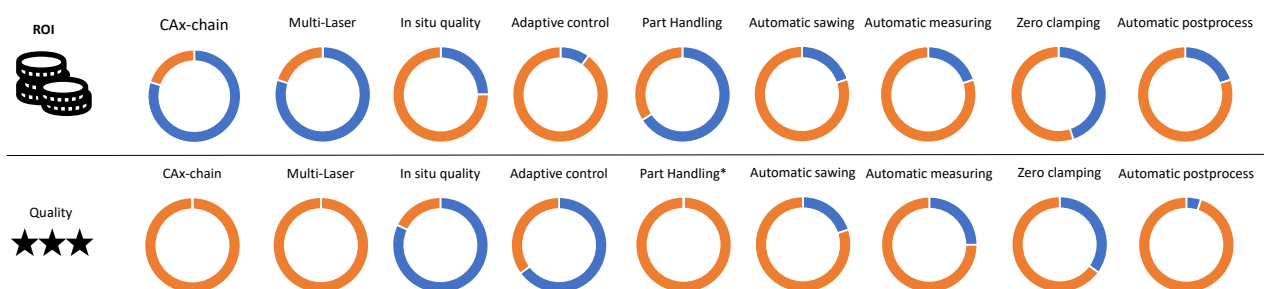 ROI
CAx-chain
Multi-Laser
In situ quality
Adaptive control
Part Handling
Automatic sawing
Automatic measuring
Zero clamping
Automatic postprocess
Quality
CAx-chain
Multi-Laser
In situ quality
Adaptive control
Part Handling*
Automatic sawing
Automatic measuring
Zero clamping
Automatic postprocess